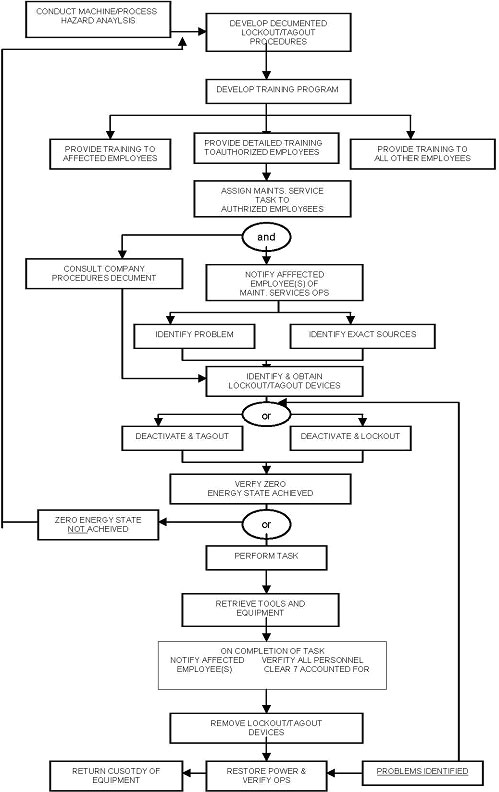 CONDUCT MACHINE/PROCESS
HAZARD ANAYLSIS
DEVELOP DECUMENTED
LOCKOUT/TAGOUT
PROCEDURES
DEVELOP TRAINING PROGRAM
PROVIDE TRAINING TO
AFFECTED EMPLOYEES
PROVIDE DETAILED TRAINING
TOAUTHORIZED EMPLOYEES
PROVIDE TRAINING TO
ALL OTHER EMPLOYEES
ASSIGN MAINTS. SERVICE
TASK TO
AUTHRIZED EMPLOY6EES
and
CONSULT COMPANY
PROCEDURES DECUMENT
NOTIFY AFFFECTED
EMPLOYEE(S) OF
MAINT. SERVICES OPS
IDENTIFY PROBLEM
IDENTIFY EXACT SOURCES
IDENTIFY & OBTAIN
LOCKOUT/TAGOUT DEVICES
or
DEACTIVATE & TAGOUT
DEACTIVATE & LOCKOUT
VERFY ZERO
ENERGY STATE ACHIEVED
ZERO ENERGY STATE
NOT ACHEIVED
or
PERFORM TASK
RETRIEVE TOOLS AND
EQUIPMENT
ON COMPLETION OF TASK
NOTIFY AFFECTED VERFITY ALL PERSONNEL
EMPLOYEE(S) CLEAR 7 ACCOUNTED FOR
REMOVE LOCKOUT/TAGOUT
DEVICES
RETURN CUSOTDY OF
EQUIPMENT
RESTORE POWER &
VERIFY OPS
PROBLEMS IDENTIFIED